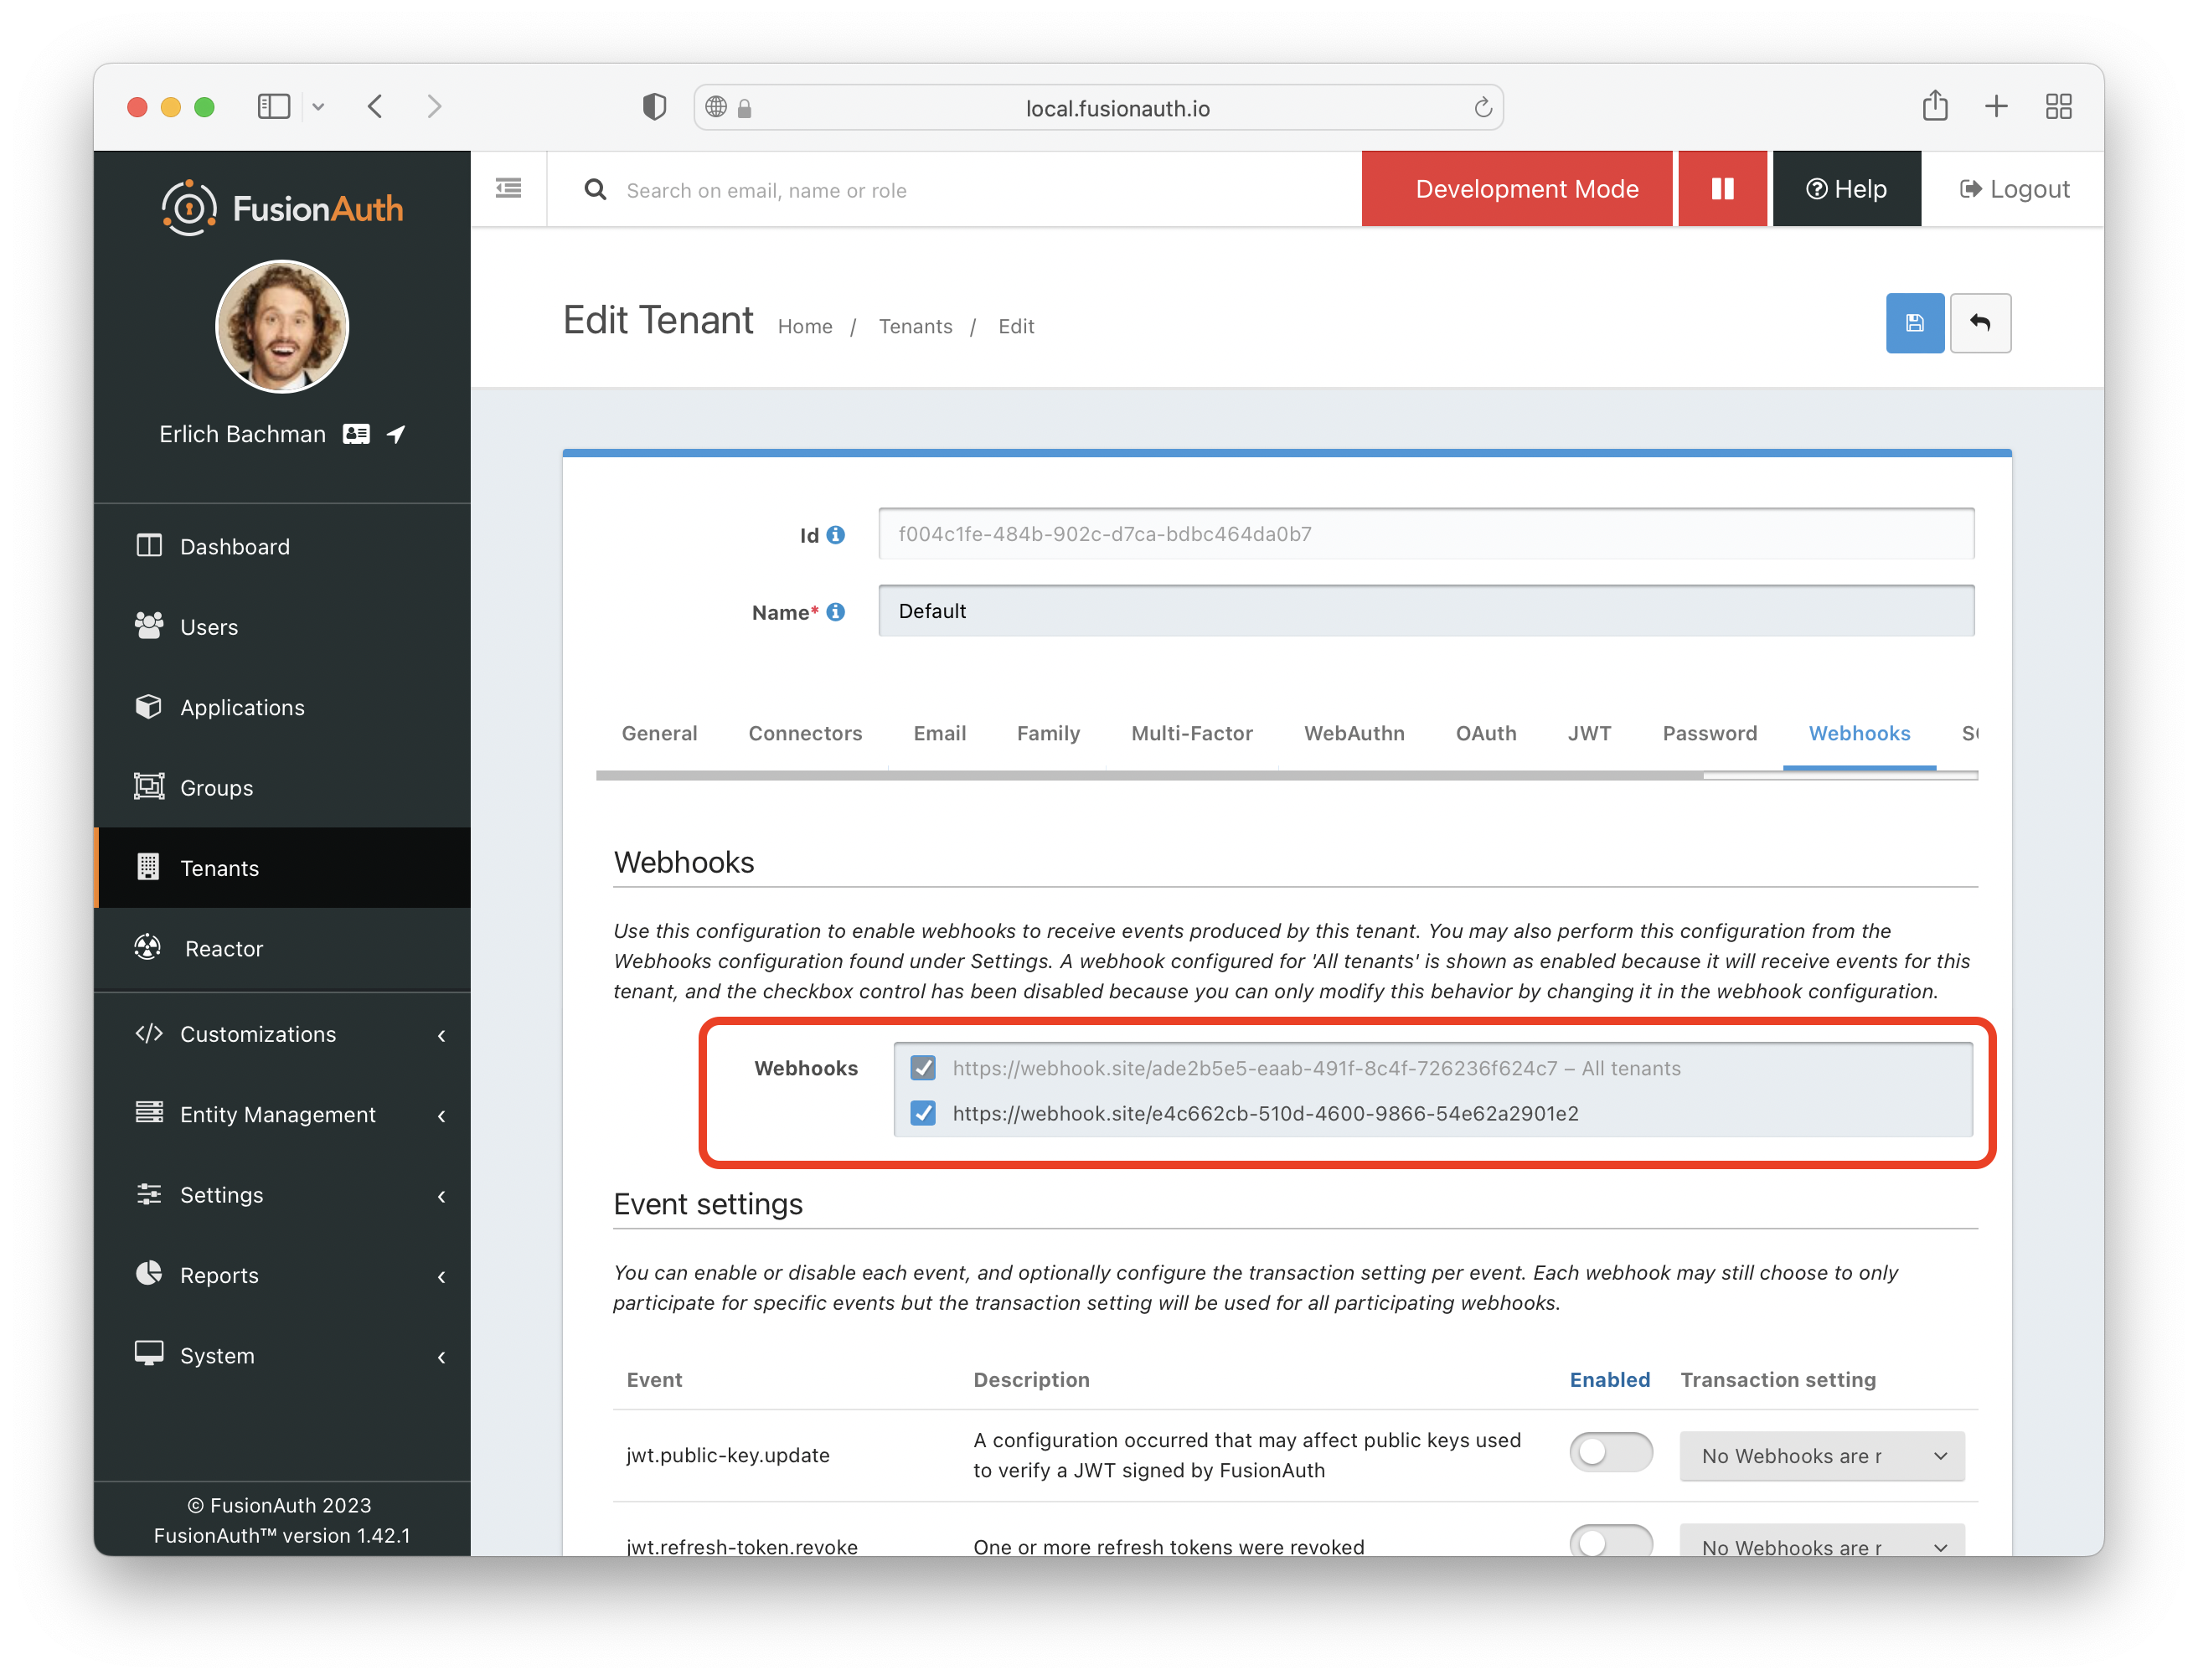 local.fusionauth.io
FusionAuth
Search on email, name or role
Development Mode
Help
Logout
Erlich Bachman
Dashboard
Users
Applications
Groups
Tenants
Reactor
Customizations
Entity Management
Settings
Reports
System
© FusionAuth 2023
FusionAuth™ version 1.42.1
Edit Tenant
Home / Tenants / Edit
Id
f004c1fe-484b-902c-d7ca-bdbc464da0b7
Name*
Default
General Connectors Email Family Multi-Factor WebAuthn OAuth JWT Password Webhooks
Webhooks
Use this configuration to enable webhooks to receive events produced by this tenant. You may also perform this configuration from the
Webhooks configuration found under Settings. A webhook configured for 'All tenants' is shown as enabled because it will receive events for this
tenant, and the checkbox control has been disabled because you can only modify this behavior by changing it in the webhook configuration.
Webhooks
https://webhook.site/ade2b5e5-eaab-491f-8c4f-726236f624c7 – All tenants
https://webhook.site/e4c662cb-510d-4600-9866-54e62a2901e2
Event settings
You can enable or disable each event, and optionally configure the transaction setting per event. Each webhook may still choose to only
participate for specific events but the transaction setting will be used for all participating webhooks.
Event Description Enabled Transaction setting
jwt.public-key.update
A configuration occurred that may affect public keys used
to verify a JWT signed by FusionAuth
No Webhooks are r
jwt.refresh-token.revoke
One or more refresh tokens were revoked
No Webhooks are r